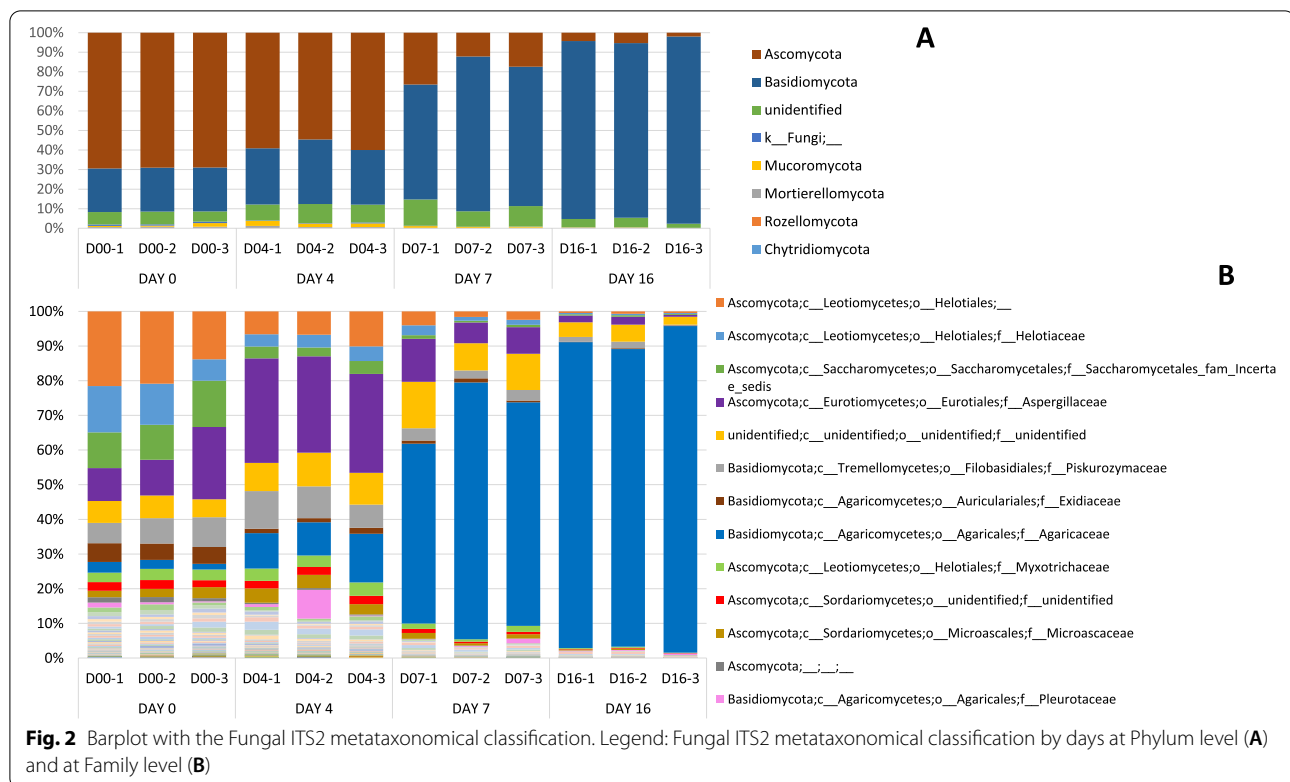 A
100%
90%
80%
70%
60%
50%
40%
30%
20%
10%
0%
D00-1 D00-2 D00-3 D04-1 D04-2 D04-3 D07-1 D07-2 D07-3 D16-1 D16-2 D16-3
DAY 0 DAY 4 DAY 7 DAY 16
Ascomycota
Basidiomycota
unidentified
k__Fungi;__
Mucoromycota
Mortierellomycota
Rozellomycota
Chytridiomycota
B
100%
90%
80%
70%
60%
50%
40%
30%
20%
10%
0%
D00-1 D00-2 D00-3 D04-1 D04-2 D04-3 D07-1 D07-2 D07-3 D16-1 D16-2 D16-3
DAY 0 DAY 4 DAY 7 DAY 16
Ascomycota;c__Leotiomycetes;o__Helotiales;__
Ascomycota;c__Leotiomycetes;o__Helotiales;f__Helotiaceae
Ascomycota;c__Saccharomycetes;o__Saccharomycetales;f__Saccharomycetales_fam_Incerta
e_sedis
Ascomycota;c__Eurotiomycetes;o__Eurotiales;f__Aspergillaceae
unidentified;c__unidentified;o__unidentified;f__unidentified
Basidiomycota;c__Tremellomycetes;o__Filobasidiales;f__Piskurozymaceae
Basidiomycota;c__Agaricomycetes;o__Auriculariales;f__Exidiaceae
Basidiomycota;c__Agaricomycetes;o__Agaricales;f__Agaricaceae
Ascomycota;c__Leotiomycetes;o__Helotiales;f__Myxotrichaceae
Ascomycota;c__Sordariomycetes;o__unidentified;f__unidentified
Ascomycota;c__Sordariomycetes;o__Microascales;f__Microascaceae
Ascomycota;__;__;__
Basidiomycota;c__Agaricomycetes;o__Agaricales;f__Pleurotaceae
Fig. 2 Barplot with the Fungal ITS2 metataxonomical classification. Legend: Fungal ITS2 metataxonomical classification by days at Phylum level (A)
and at Family level (B)